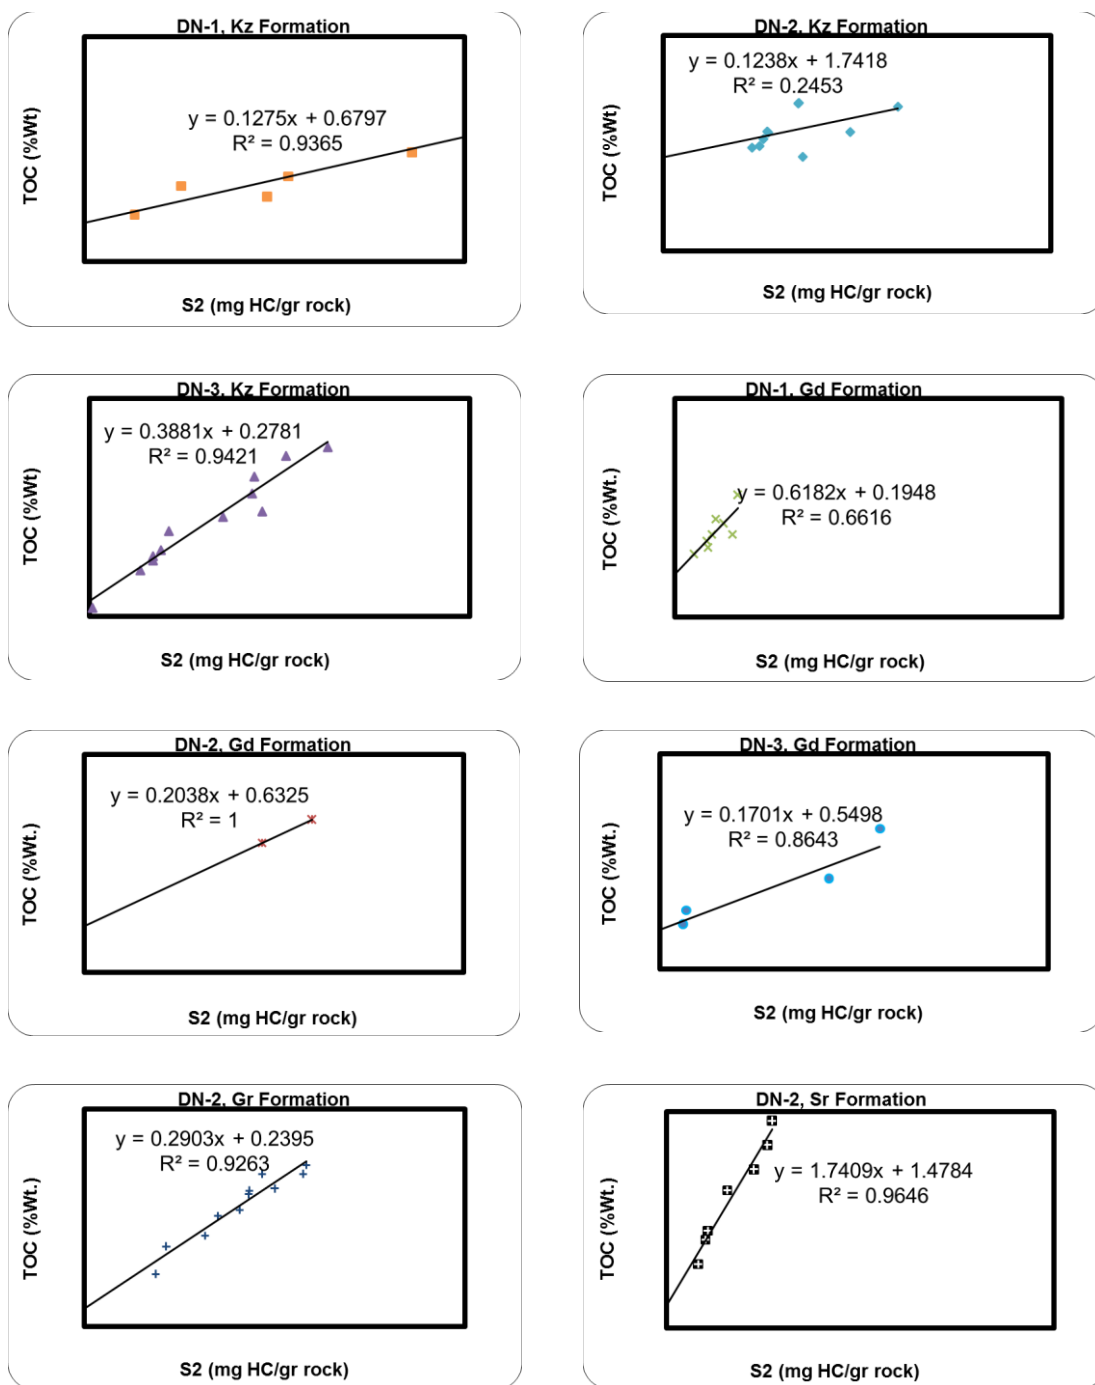 DN-1, Kz Formation
y = 0.1275x + 0.6797
R² = 0.9365
TOC (%Wt)
S2 (mg HC/gr rock)
DN-2, Kz Formation
y = 0.1238x + 1.7418
R² = 0.2453
TOC (%Wt)
S2 (mg HC/gr rock)
DN-3, Kz Formation
y = 0.3881x + 0.2781
R² = 0.9421
TOC (%Wt)
S2 (mg HC/gr rock)
DN-1, Gd Formation
y = 0.6182x + 0.1948
R² = 0.6616
TOC (%Wt.)
S2 (mg HC/gr rock)
DN-2, Gd Formation
y = 0.2038x + 0.6325
R² = 1
TOC (%Wt.)
S2 (mg HC/gr rock)
DN-3, Gd Formation
y = 0.1701x + 0.5498
R² = 0.8643
TOC (%Wt.)
S2 (mg HC/gr rock)
DN-2, Gr Formation
y = 0.2903x + 0.2395
R² = 0.9263
TOC (%Wt.)
S2 (mg HC/gr rock)
DN-2, Sr Formation
y = 1.7409x + 1.4784
R² = 0.9646
TOC (%Wt.)
S2 (mg HC/gr rock)